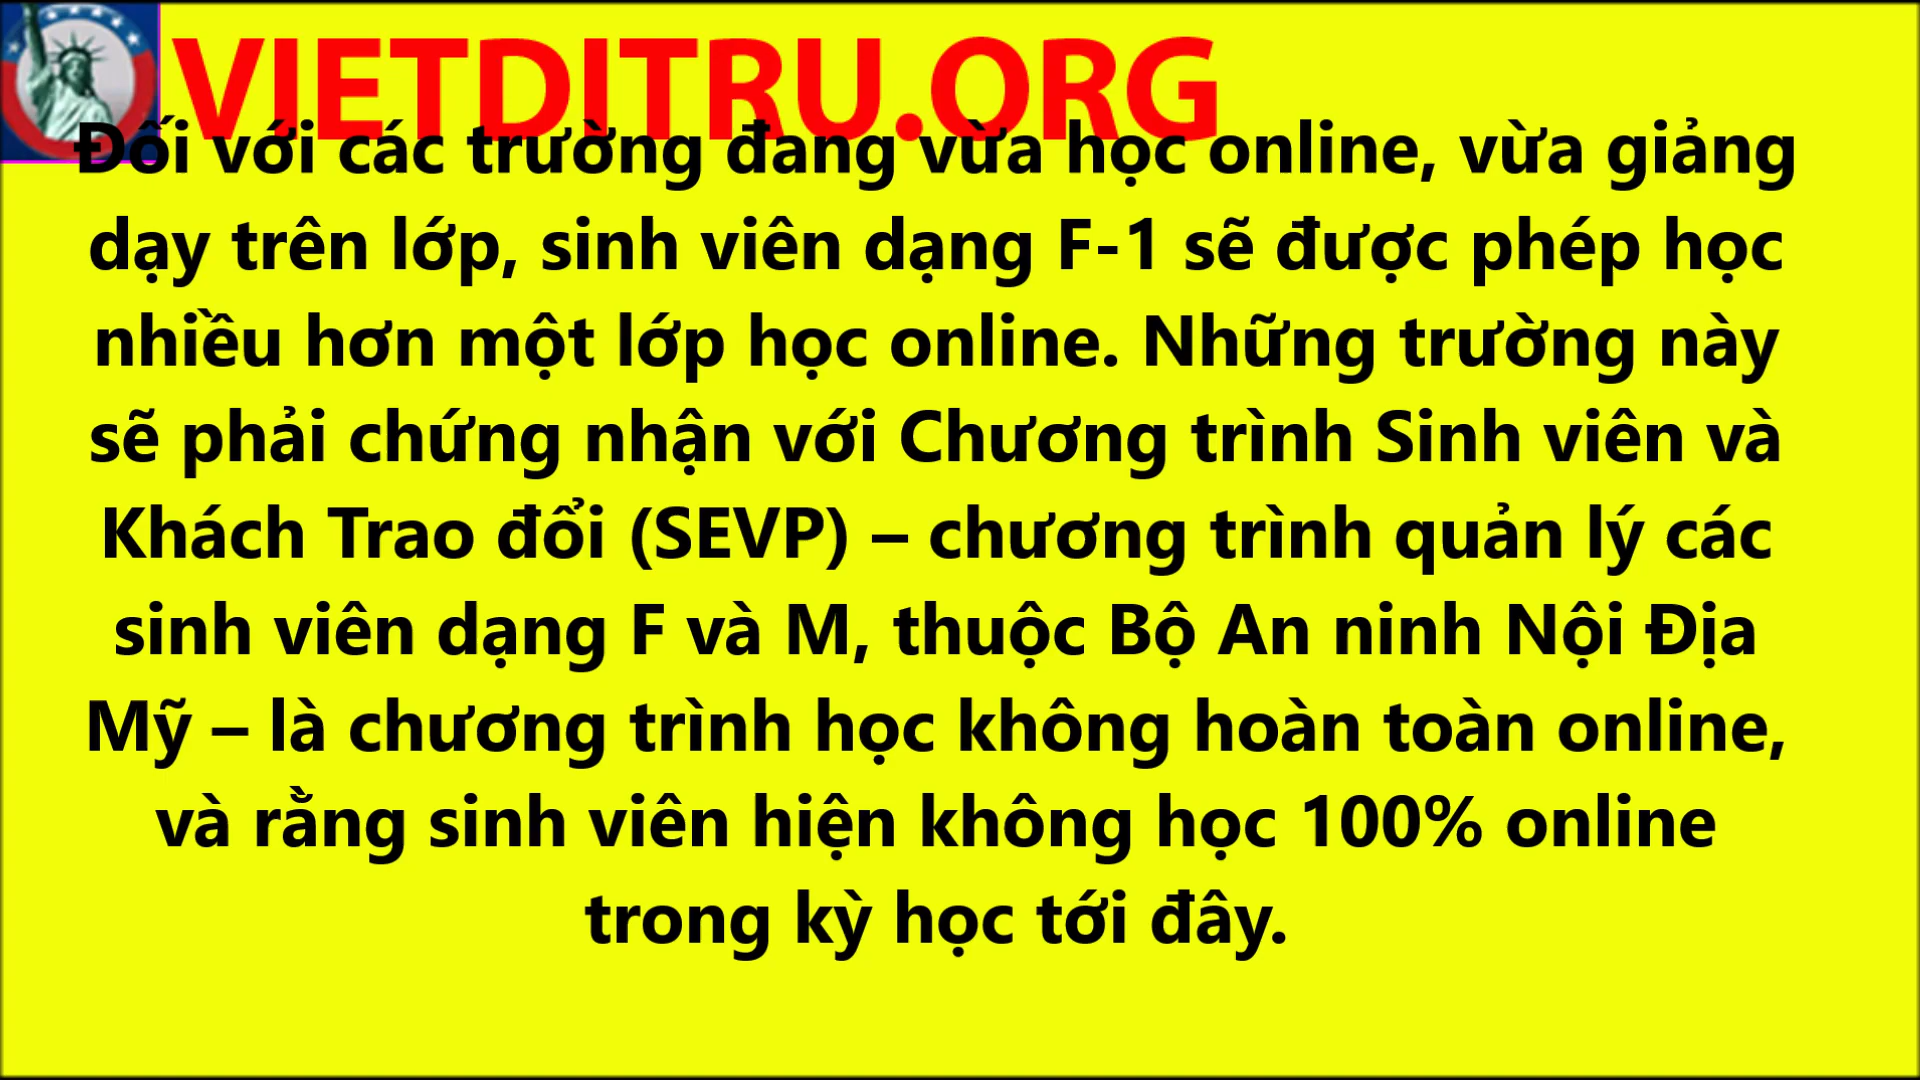 VIETDITRU.ORG
Đối với các trường đang vừa học online, vừa giảng
dạy trên lớp, sinh viên dạng F-1 sẽ được phép học
nhiều hơn một lớp học online. Những trường này
sẽ phải chứng nhận với Chương trình Sinh viên và
Khách Trao đổi (SEVP) – chương trình quản lý các
sinh viên dạng F và M, thuộc Bộ An ninh Nội Địa
Mỹ – là chương trình học không hoàn toàn online,
và rằng sinh viên hiện không học 100% online
trong kỳ học tới đây.